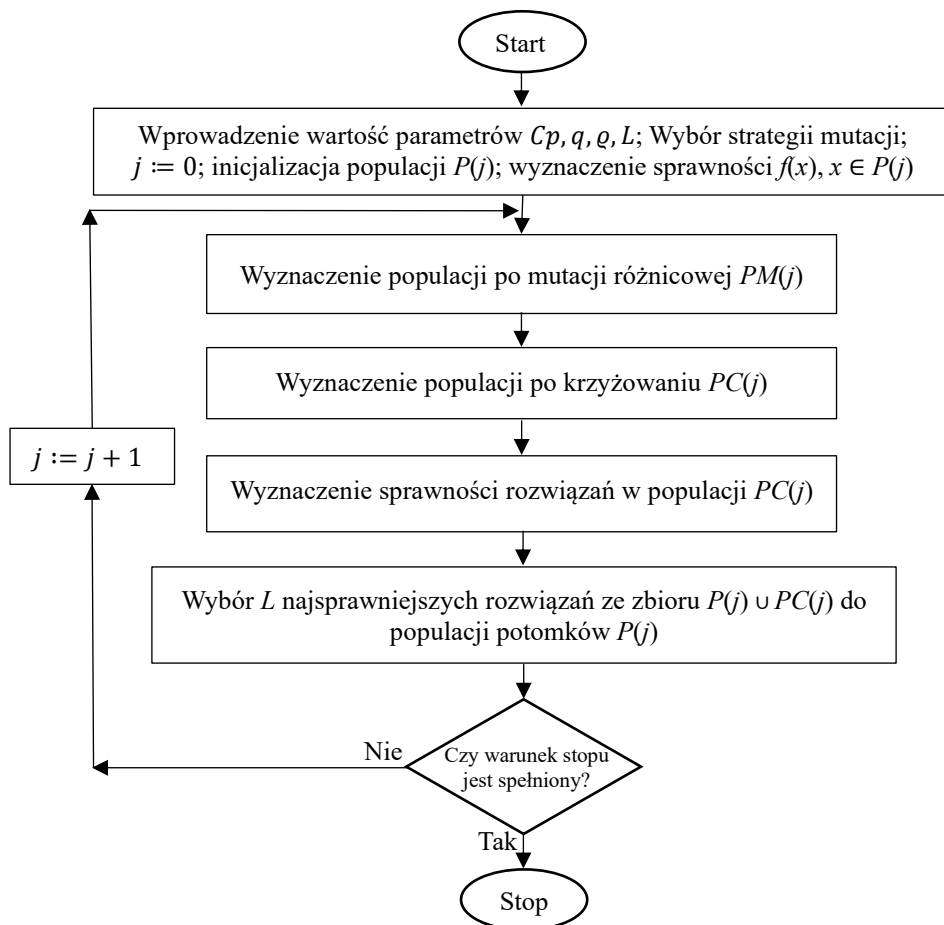 Start
Wprowadzenie wartość parametrów Cp, q, ϱ, L; Wybór strategii mutacji;
j ≔ 0; inicjalizacja populacji P(j); wyznaczenie sprawności f(x), x ∈ P(j)
Wyznaczenie populacji po mutacji różnicowej PM(j)
Wyznaczenie populacji po krzyżowaniu PC(j)
j ∶= j + 1
Wyznaczenie sprawności rozwiązań w populacji PC(j)
Wybór L najsprawniejszych rozwiązań ze zbioru P(j) ∪ PC(j) do
populacji potomków P(j)
Nie
Czy warunek stopu
jest spełniony?
Tak
Stop